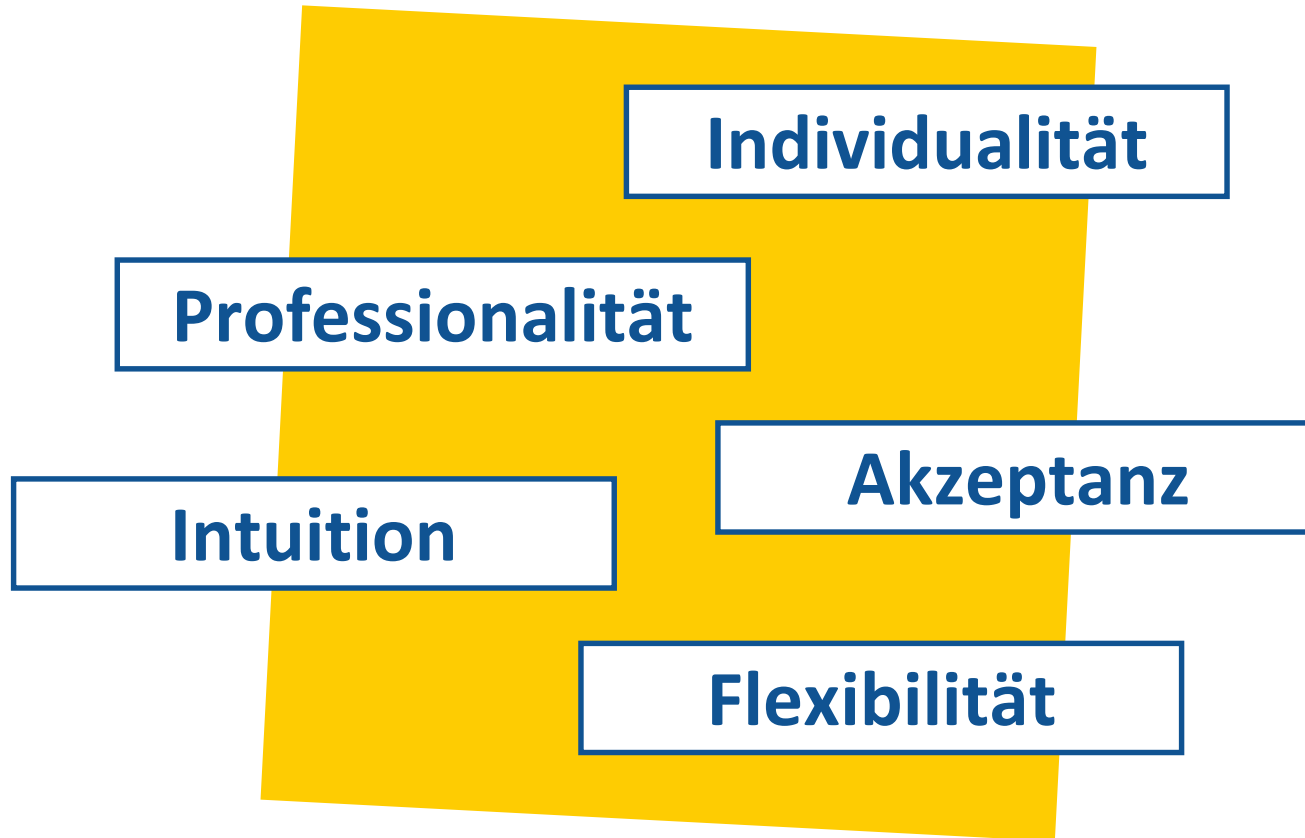 Individualität
Professionalität
Akzeptanz
Intuition
Flexibilität